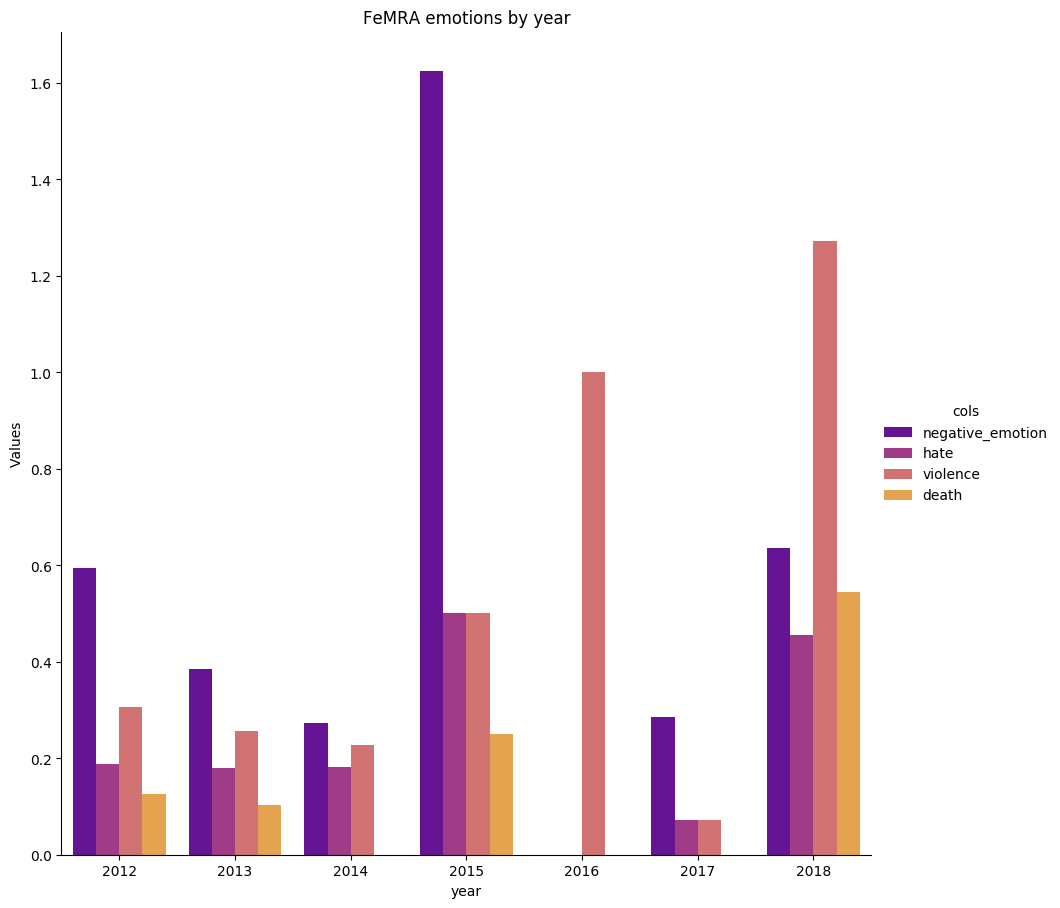 FeMRA emotions by year
1.6
1.4
1.2
1.0
0.8
0.6
0.4
0.2
0.0
Values
2012 2013 2014 2015 2016 2017 2018
year
cols
negative_emotion
hate
violence
death